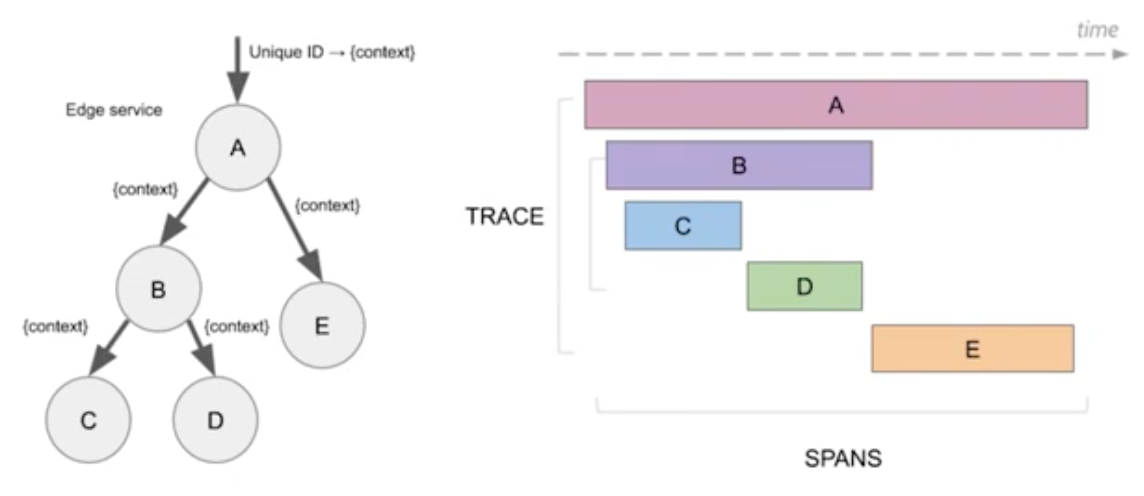 Unique ID → {context}
Edge service
A
{context}
{context}
B
E
{context}
{context}
C
D
time
A
B
TRACE
C
D
E
SPANS